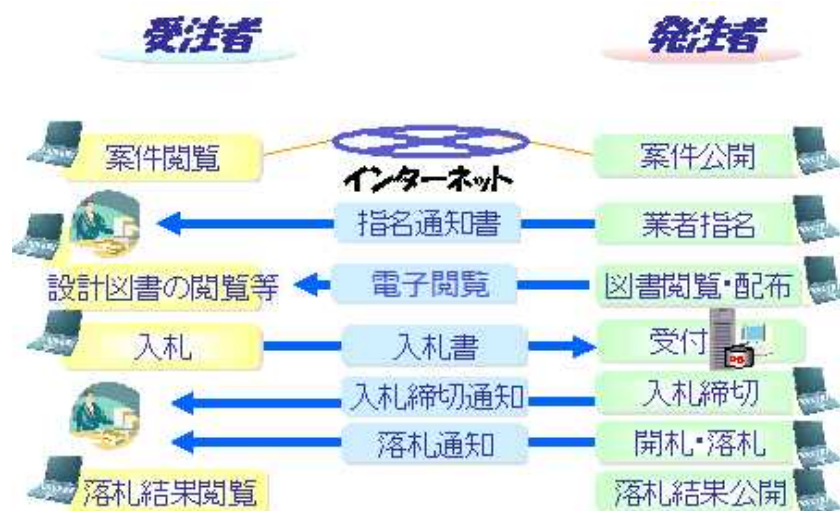 受注者 発注者
案件閲覧 案件公開
インターネット
指名通知書 業者指名
設計図書の閲覧等 電子閲覧 図書閲覧・配布
入札 入札書 受付
入札締切通知 入札締切
落札通知 開札・落札
落札結果閲覧 落札結果公開